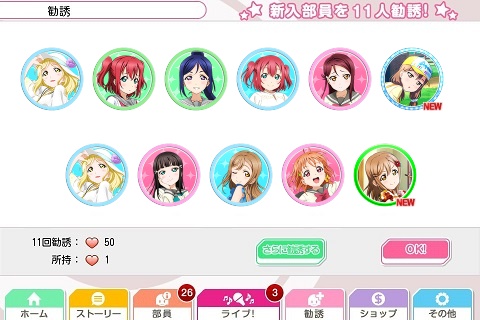 勧誘
新入部員を11人勧誘!
NEW
NEW
11回勧誘: 50
所持: 1
さらに勧誘する
OK!
26
3
ホーム
ストーリー
部員
ライブ!
勧誘
ショップ
その他